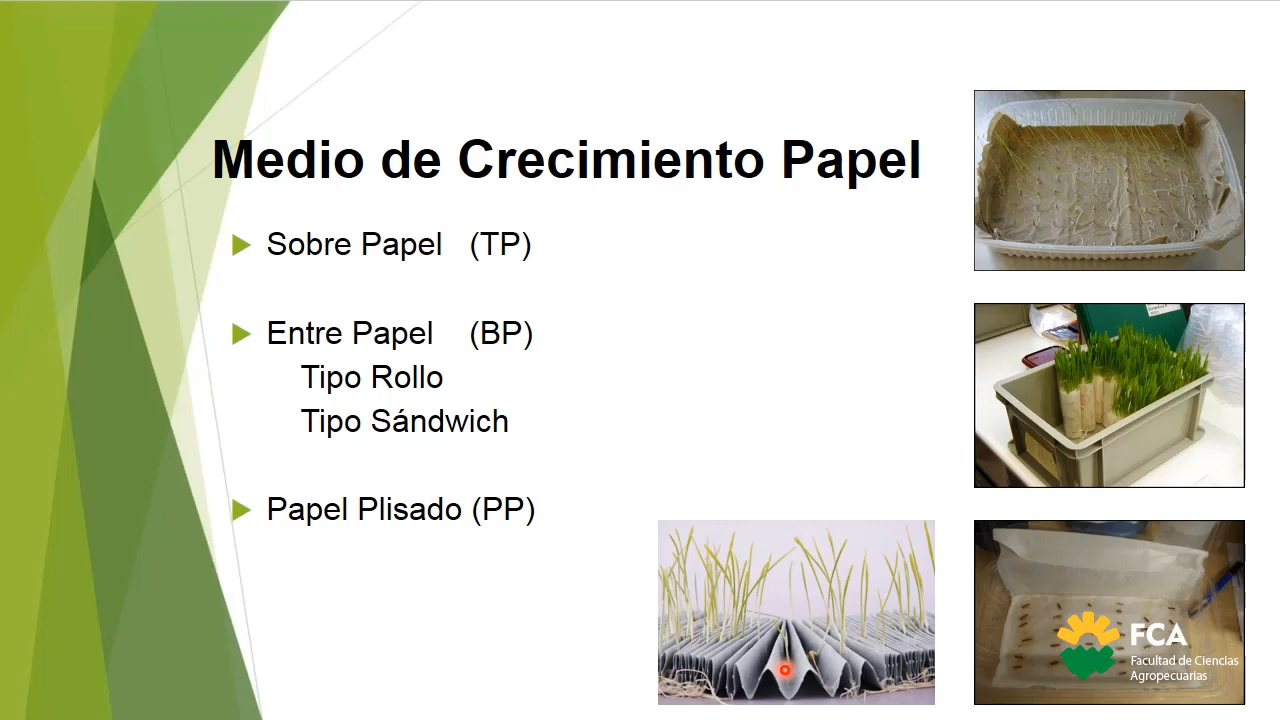 Medio de Crecimiento Papel
Sobre Papel (TP)
Entre Papel (BP)
Tipo Rollo
Tipo Sándwich
Papel Plisado (PP)
FCA
Facultad de Ciencias
Agropecuarias